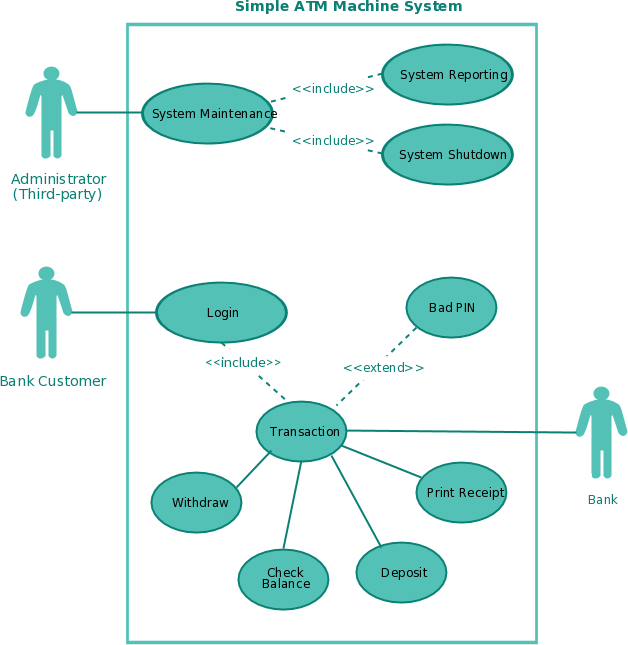 Simple ATM Machine System
System Reporting
<<include>>
System Maintenance
<<include>>
System Shutdown
Administrator
(Third-party)
Login
Bad PIN
<<include>>
<<extend>>
Bank Customer
Transaction
Withdraw
Print Receipt
Bank
Check
Balance
Deposit